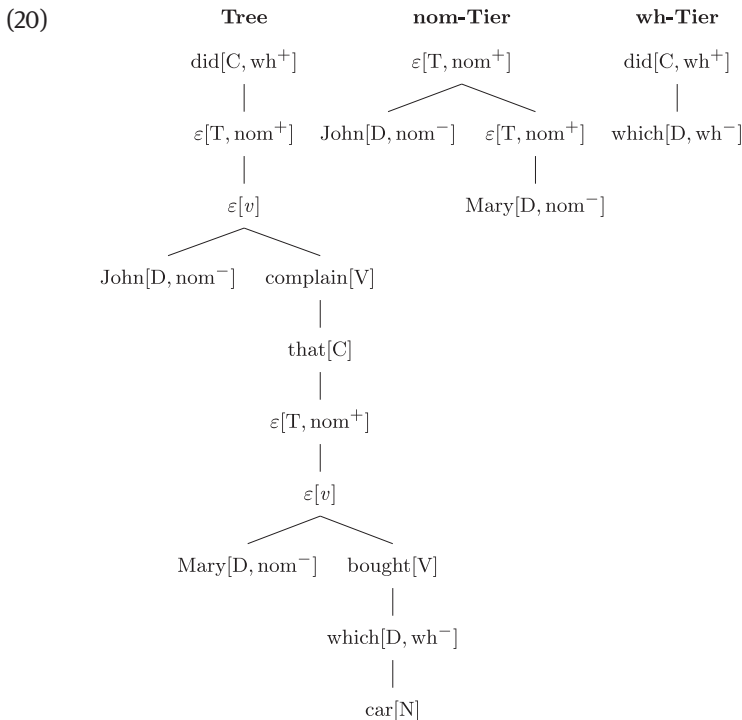 (20) Tree nom-Tier wh-Tier
did[C, wh⁺] ε[T, nom⁺] did[C, wh⁺]
ε[T, nom⁺] John[D, nom⁻] ε[T, nom⁺] which[D, wh⁻]
ε[v] Mary[D, nom⁻]
John[D, nom⁻] complain[V]
that[C]
ε[T, nom⁺]
ε[v]
Mary[D, nom⁻] bought[V]
which[D, wh⁻]
car[N]